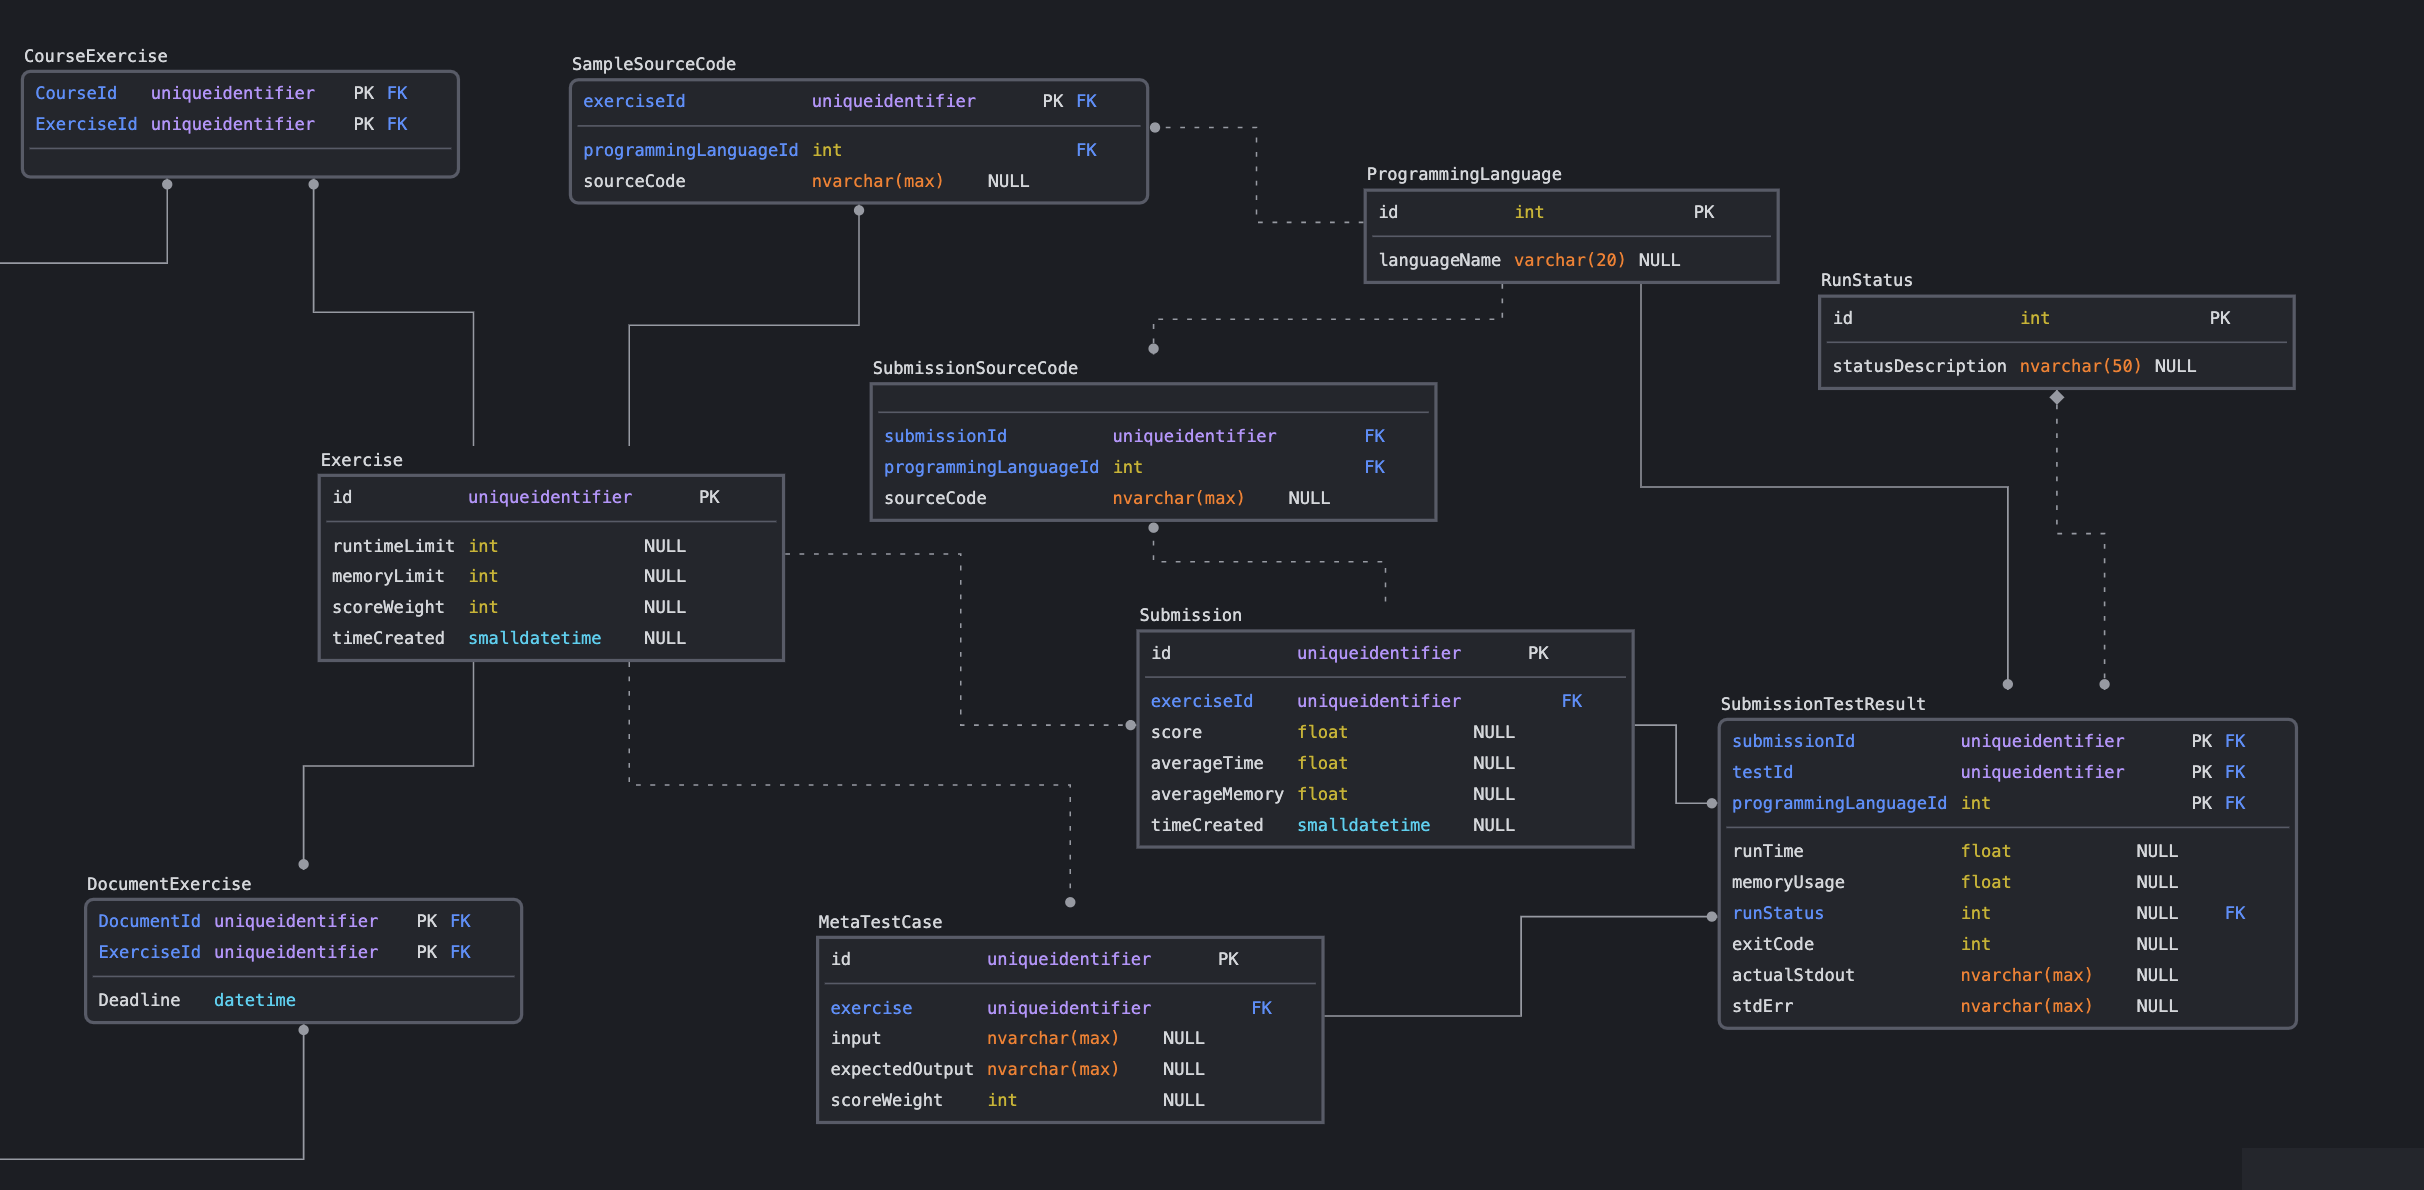 CourseExercise
CourseId uniqueidentifier PK FK
ExerciseId uniqueidentifier PK FK
SampleSourceCode
exerciseId uniqueidentifier PK FK
programmingLanguageId int FK
sourceCode nvarchar(max) NULL
ProgrammingLanguage
id int PK
languageName varchar(20) NULL
RunStatus
id int PK
statusDescription nvarchar(50) NULL
SubmissionSourceCode
submissionId uniqueidentifier FK
programmingLanguageId int FK
sourceCode nvarchar(max) NULL
Exercise
id uniqueidentifier PK
runtimeLimit int NULL
memoryLimit int NULL
scoreWeight int NULL
timeCreated smalldatetime NULL
Submission
id uniqueidentifier PK
exerciseId uniqueidentifier FK
score float NULL
averageTime float NULL
averageMemory float NULL
timeCreated smalldatetime NULL
SubmissionTestResult
submissionId uniqueidentifier PK FK
testId uniqueidentifier PK FK
programmingLanguageId int PK FK
runTime float NULL
memoryUsage float NULL
runStatus int NULL FK
exitCode int NULL
actualStdout nvarchar(max) NULL
stdErr nvarchar(max) NULL
DocumentExercise
DocumentId uniqueidentifier PK FK
ExerciseId uniqueidentifier PK FK
Deadline datetime
MetaTestCase
id uniqueidentifier PK
exercise uniqueidentifier FK
input nvarchar(max) NULL
expectedOutput nvarchar(max) NULL
scoreWeight int NULL